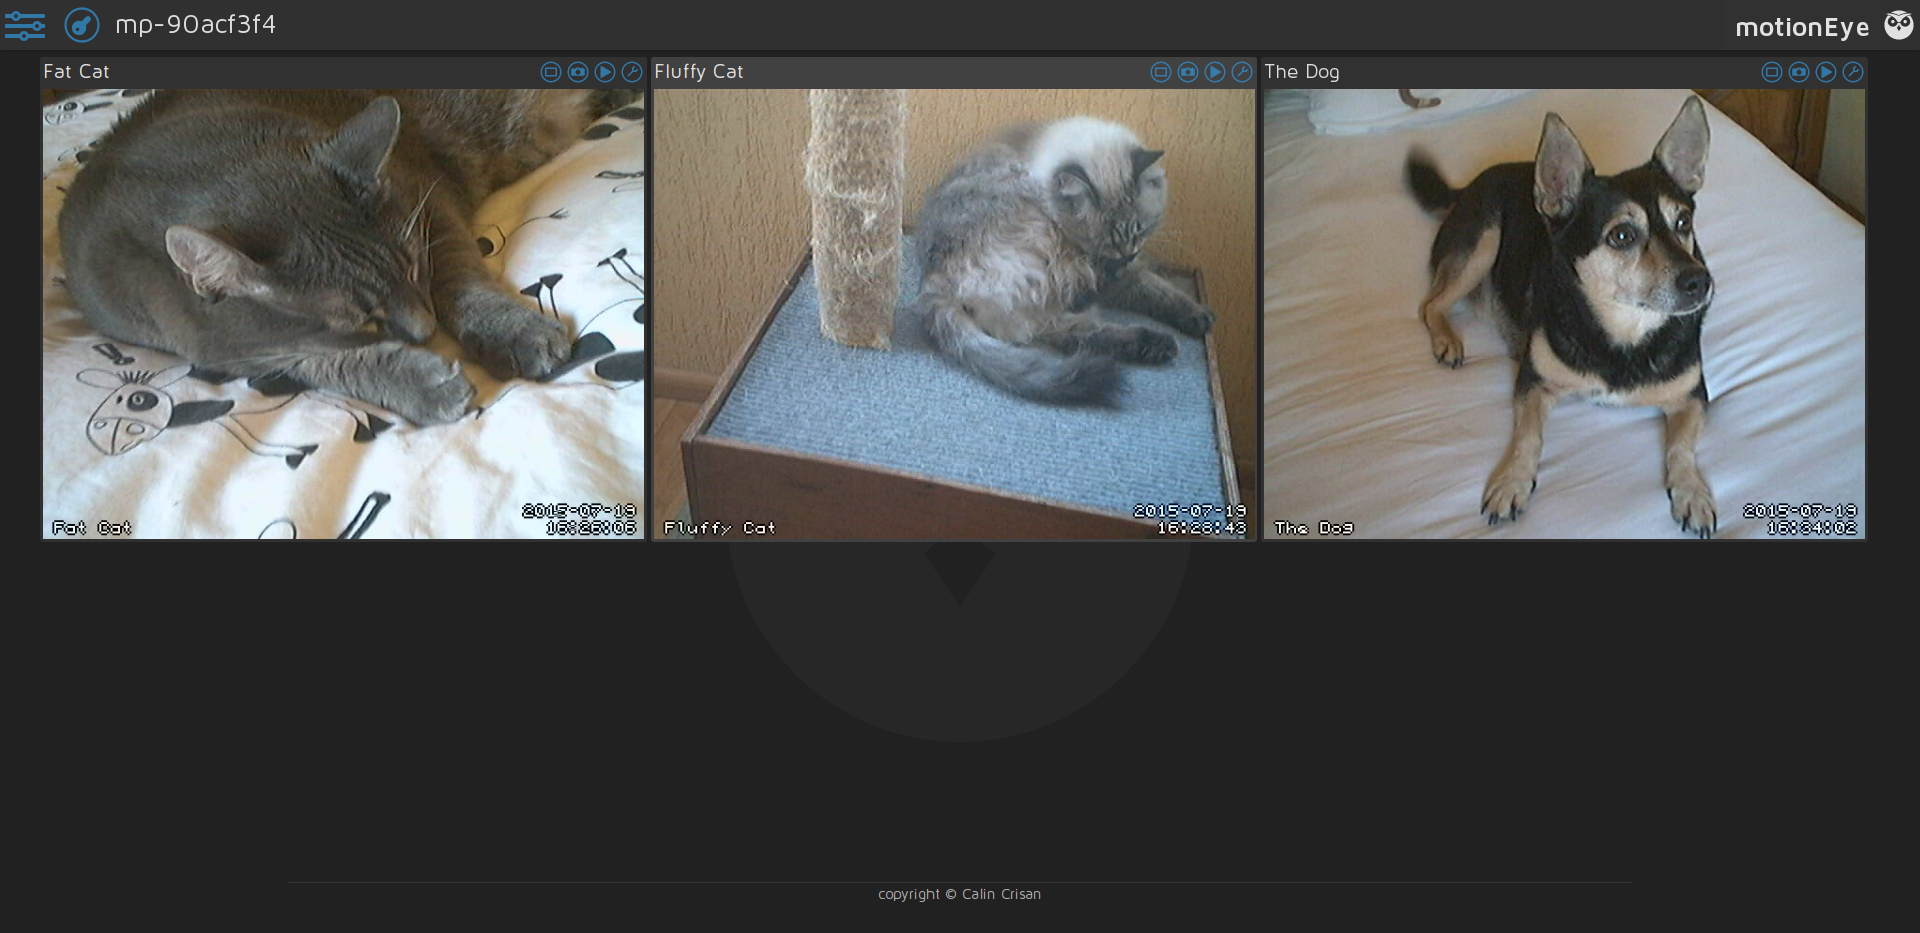 mp-90acf3f4
motionEye
Fat Cat
Fluffy Cat
The Dog
2015-07-19
Fat Cat
16:26:06
2015-07-19
Fluffy Cat
16:28:43
2015-07-19
The Dog
16:34:02
copyright © Calin Crisan